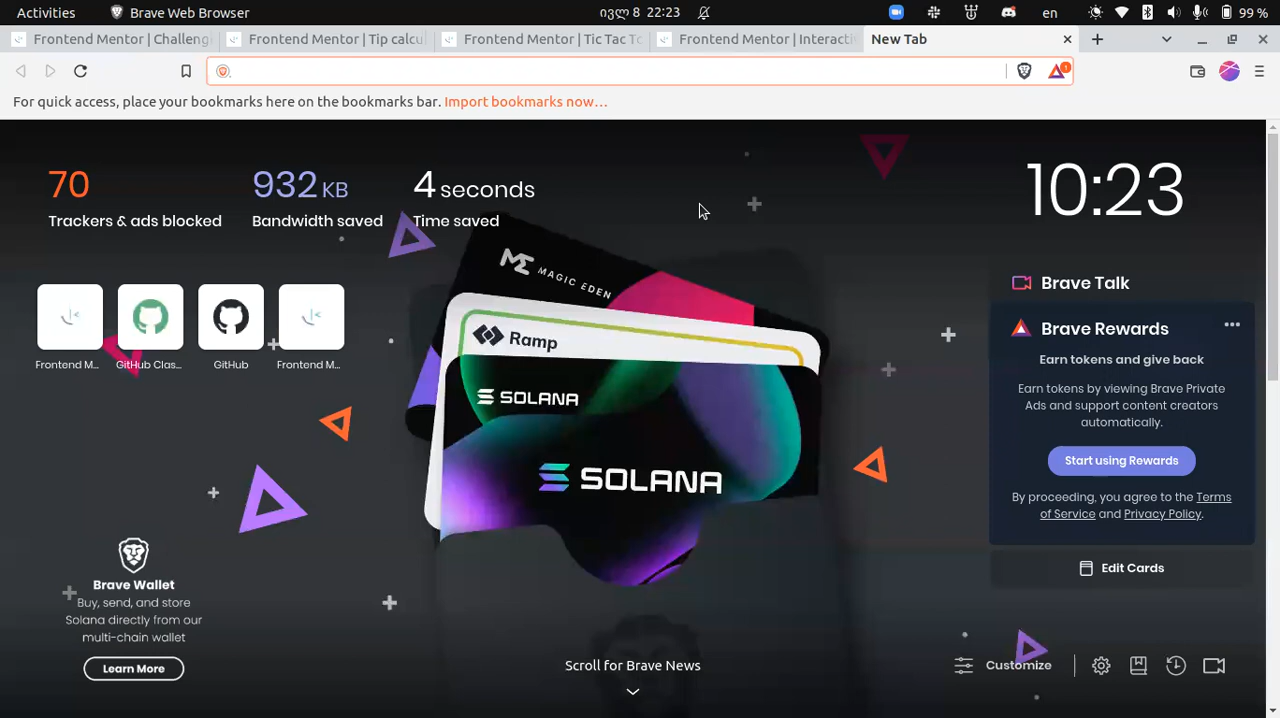 Activities
Brave Web Browser
ივლ 8 22:23
en
99 %
Frontend Mentor | Challeng
Frontend Mentor | Tip calcu
Frontend Mentor | Tic Tac To
Frontend Mentor | Interactiv
New Tab
1
For quick access, place your bookmarks here on the bookmarks bar. Import bookmarks now…
70
Trackers & ads blocked
932 KB
Bandwidth saved
4 seconds
Time saved
10:23
Frontend M...
GitHub Clas...
GitHub
Frontend M...
MAGIC EDEN
Ramp
SOLANA
SOLANA
Brave Talk
Brave Rewards
Earn tokens and give back
Earn tokens by viewing Brave Private
Ads and support content creators
automatically.
Start using Rewards
By proceeding, you agree to the Terms
of Service and Privacy Policy.
Edit Cards
Brave Wallet
Buy, send, and store
Solana directly from our
multi-chain wallet
Learn More
Scroll for Brave News
Customize